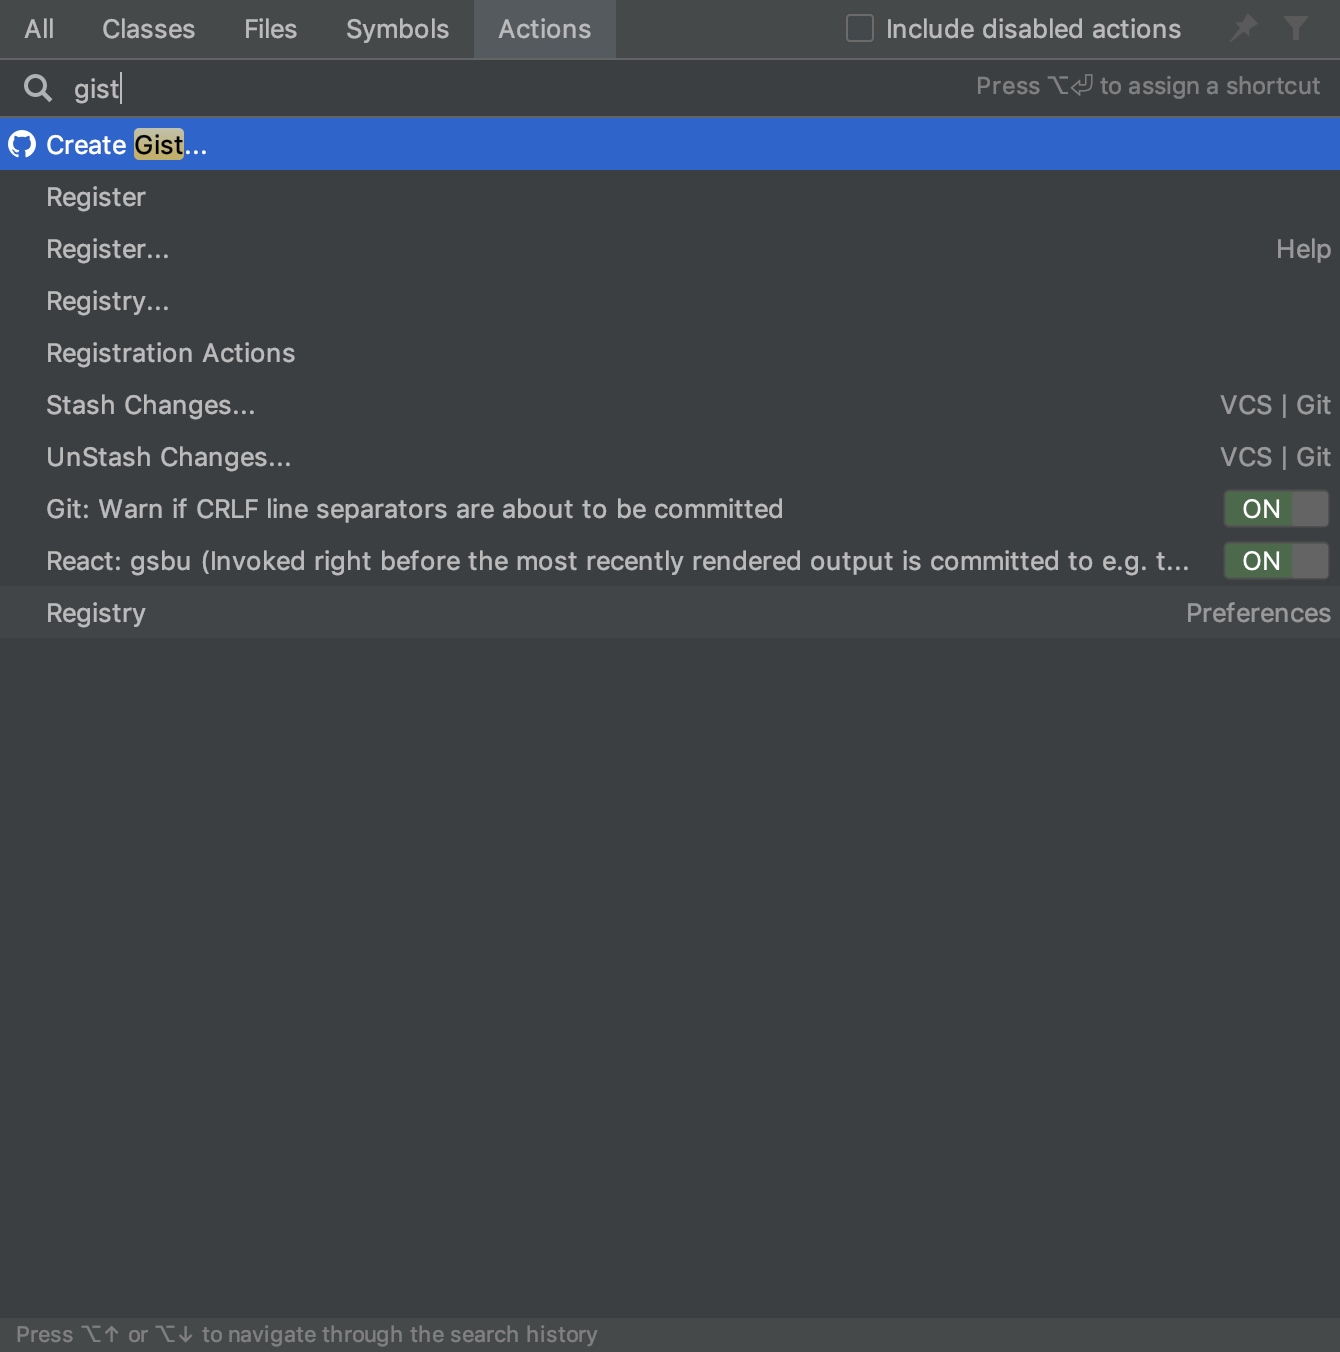 All Classes Files Symbols Actions Include disabled actions
gist Press ⌥⏎ to assign a shortcut
Create Gist...
Register
Register... Help
Registry...
Registration Actions
Stash Changes... VCS | Git
UnStash Changes... VCS | Git
Git: Warn if CRLF line separators are about to be committed ON
React: gsbu (Invoked right before the most recently rendered output is committed to e.g. t... ON
Registry Preferences
Press ⌥↑ or ⌥↓ to navigate through the search history